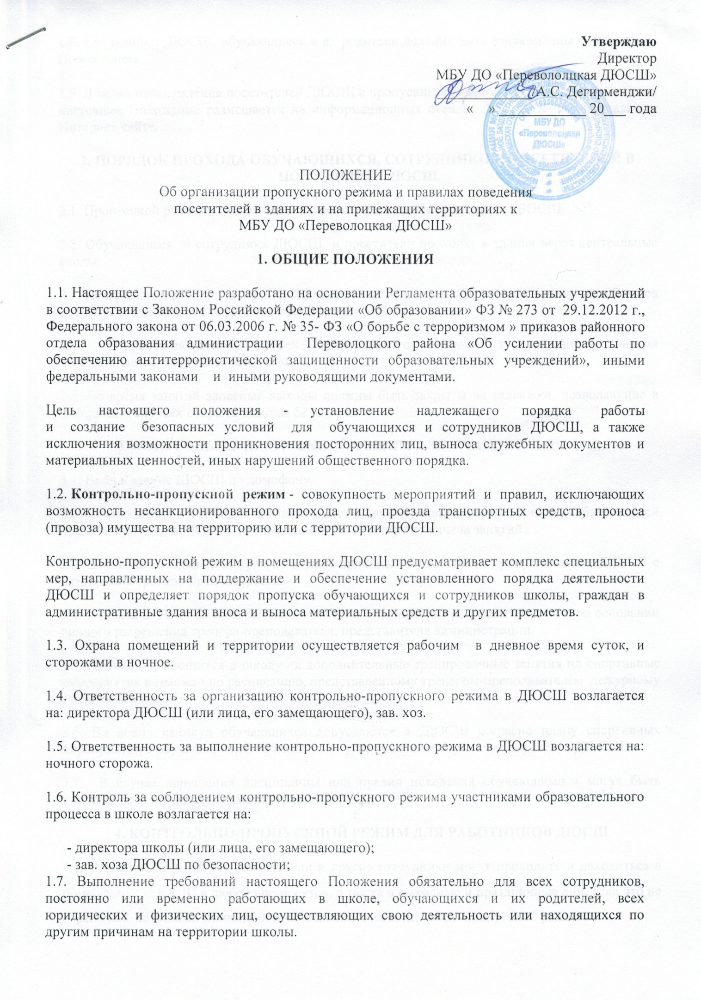 Утверждаю
Директор
МБУ ДО «Перевололцкая ДЮСШ»
____________/А.С. Дегирменджи/
«    » ____________ 20___ года
МБУ ДО
«Переволоцкая
ДЮСШ»
ПОЛОЖЕНИЕ
Об организации пропускного режима и правилах поведения
посетителей в зданиях и на прилежащих территориях к
МБУ ДО «Переволоцкая ДЮСШ»
1. ОБЩИЕ ПОЛОЖЕНИЯ
1.1. Настоящее Положение разработано на основании Регламента образовательных учреждений
в соответствии с Законом Российской Федерации «Об образовании» ФЗ № 273 от 29.12.2012 г.,
Федерального закона от 06.03.2006 г. № 35- ФЗ «О борьбе с терроризмом » приказов районного
отдела образования администрации Переволоцкого района «Об усилении работы по
обеспечению антитеррористической защищенности образовательных учреждений», иными
федеральными законами и иными руководящими документами.
Цель настоящего положения - установление надлежащего порядка работы
и создание безопасных условий для обучающихся и сотрудников ДЮСШ, а также
исключения возможности проникновения посторонних лиц, выноса служебных документов и
материальных ценностей, иных нарушений общественного порядка.
1.2. Контрольно-пропускной режим - совокупность мероприятий и правил, исключающих
возможность несанкционированного прохода лиц, проезда транспортных средств, проноса
(провоза) имущества на территорию или с территории ДЮСШ.
Контрольно-пропускной режим в помещениях ДЮСШ предусматривает комплекс специальных
мер, направленных на поддержание и обеспечение установленного порядка деятельности
ДЮСШ и определяет порядок пропуска обучающихся и сотрудников школы, граждан в
административные здания вноса и выноса материальных средств и других предметов.
1.3. Охрана помещений и территории осуществляется рабочим в дневное время суток, и
сторожами в ночное.
1.4. Ответственность за организацию контрольно-пропускного режима в ДЮСШ возлагается
на: директора ДЮСШ (или лица, его замещающего), зав. хоз.
1.5. Ответственность за выполнение контрольно-пропускного режима в ДЮСШ возлагается на:
ночного сторожа.
1.6. Контроль за соблюдением контрольно-пропускного режима участниками образовательного
процесса в школе возлагается на:
- директора школы (или лица, его замещающего);
- зав. хоза ДЮСШ по безопасности;
1.7. Выполнение требований настоящего Положения обязательно для всех сотрудников,
постоянно или временно работающих в школе, обучающихся и их родителей, всех
юридических и физических лиц, осуществляющих свою деятельность или находящихся по
другим причинам на территории школы.